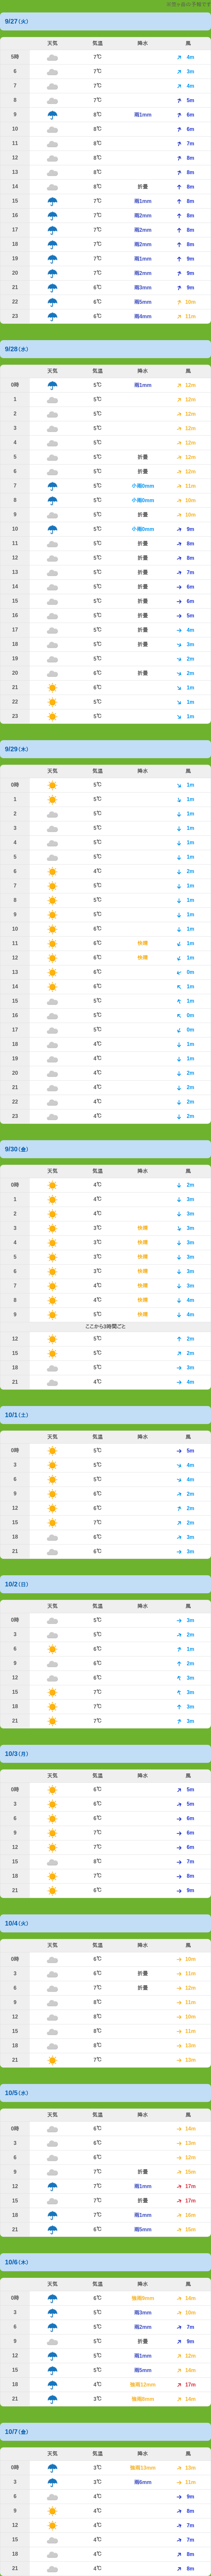 9/27(火)
天気 気温 降水 風
5時 7℃ 4m
6 7℃ 3m
7 7℃ 4m
8 7℃ 5m
9 8℃ 雨1mm 6m
10 8℃ 6m
11 8℃ 7m
12 8℃ 8m
13 8℃ 8m
14 8℃ 折畳 8m
15 7℃ 雨1mm 8m
16 7℃ 雨2mm 8m
17 7℃ 雨2mm 8m
18 7℃ 雨2mm 8m
19 7℃ 雨1mm 9m
20 7℃ 雨2mm 9m
21 6℃ 雨3mm 9m
22 6℃ 雨5mm 10m
23 6℃ 雨4mm 11m
9/28(水)
天気 気温 降水 風
0時 5℃ 雨1mm 12m
1 5℃ 12m
2 5℃ 12m
3 5℃ 12m
4 5℃ 12m
5 5℃ 折畳 12m
6 5℃ 折畳 12m
7 5℃ 小雨0mm 11m
8 5℃ 小雨0mm 10m
9 5℃ 折畳 10m
10 5℃ 小雨0mm 9m
11 5℃ 折畳 8m
12 5℃ 折畳 8m
13 5℃ 折畳 7m
14 5℃ 折畳 6m
15 5℃ 折畳 6m
16 5℃ 折畳 5m
17 5℃ 折畳 4m
18 5℃ 折畳 3m
19 5℃ 2m
20 6℃ 折畳 2m
21 6℃ 1m
22 5℃ 1m
23 5℃ 1m
9/29(木)
天気 気温 降水 風
0時 5℃ 1m
1 5℃ 1m
2 5℃ 1m
3 5℃ 1m
4 5℃ 1m
5 5℃ 1m
6 4℃ 2m
7 5℃ 1m
8 5℃ 1m
9 5℃ 1m
10 6℃ 1m
11 6℃ 快燥 1m
12 6℃ 快燥 1m
13 6℃ 0m
14 6℃ 1m
15 5℃ 1m
16 5℃ 0m
17 5℃ 0m
18 4℃ 1m
19 4℃ 1m
20 4℃ 2m
21 4℃ 2m
22 4℃ 2m
23 4℃ 2m
9/30(金)
天気 気温 降水 風
0時 4℃ 2m
1 4℃ 3m
2 4℃ 3m
3 3℃ 快燥 3m
4 3℃ 快燥 3m
5 3℃ 快燥 3m
6 3℃ 快燥 3m
7 4℃ 快燥 3m
8 4℃ 快燥 4m
9 5℃ 快燥 4m
ここから3時間ごと
12 5℃ 2m
15 5℃ 2m
18 5℃ 3m
21 4℃ 4m
10/1(土)
天気 気温 降水 風
0時 5℃ 5m
3 5℃ 4m
6 5℃ 4m
9 6℃ 2m
12 6℃ 2m
15 7℃ 2m
18 6℃ 3m
21 6℃ 3m
10/2(日)
天気 気温 降水 風
0時 5℃ 3m
3 5℃ 2m
6 6℃ 1m
9 6℃ 2m
12 6℃ 3m
15 7℃ 3m
18 7℃ 3m
21 7℃ 3m
10/3(月)
天気 気温 降水 風
0時 6℃ 5m
3 6℃ 5m
6 6℃ 6m
9 7℃ 6m
12 7℃ 6m
15 8℃ 7m
18 7℃ 8m
21 6℃ 9m
10/4(火)
天気 気温 降水 風
0時 6℃ 10m
3 6℃ 折畳 11m
6 7℃ 折畳 12m
9 8℃ 11m
12 8℃ 10m
15 8℃ 11m
18 8℃ 13m
21 7℃ 13m
10/5(水)
天気 気温 降水 風
0時 6℃ 14m
3 6℃ 13m
6 6℃ 12m
9 7℃ 折畳 15m
12 7℃ 雨1mm 17m
15 7℃ 折畳 17m
18 7℃ 雨1mm 16m
21 6℃ 雨5mm 15m
10/6(木)
天気 気温 降水 風
0時 6℃ 強雨9mm 14m
3 5℃ 雨3mm 10m
6 5℃ 雨2mm 7m
9 5℃ 折畳 9m
12 5℃ 雨1mm 12m
15 5℃ 雨5mm 14m
18 4℃ 強雨12mm 17m
21 3℃ 強雨8mm 14m
10/7(金)
天気 気温 降水 風
0時 3℃ 強雨13mm 13m
3 3℃ 雨6mm 11m
6 4℃ 9m
9 4℃ 8m
12 4℃ 7m
15 4℃ 7m
18 4℃ 8m
21 4℃ 8m